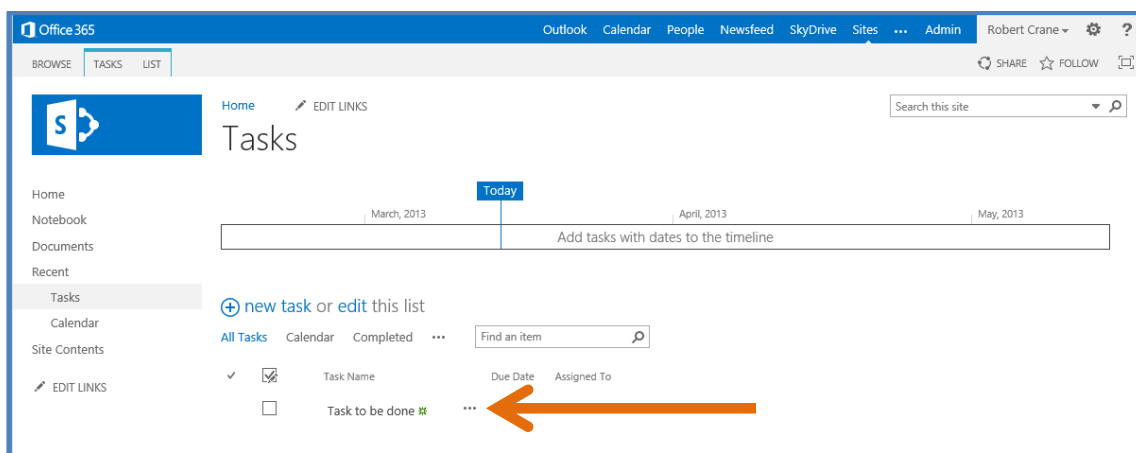 Office 365
Outlook Calendar People Newsfeed SkyDrive Sites ... Admin Robert Crane ?
BROWSE TASKS LIST
SHARE FOLLOW
S
Home EDIT LINKS
Search this site
Tasks
Home
Notebook
Documents
Recent
Tasks
Calendar
Site Contents
EDIT LINKS
Today
March, 2013 April, 2013 May, 2013
Add tasks with dates to the timeline
new task or edit this list
All Tasks Calendar Completed ... Find an item
Task Name Due Date Assigned To
Task to be done ...